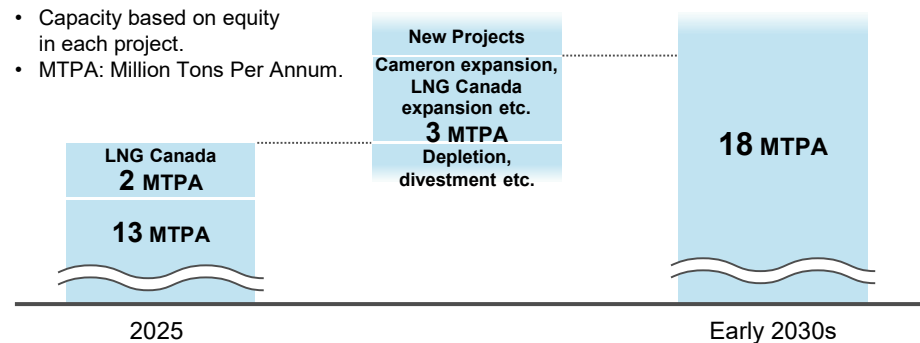 • Capacity based on equity
in each project.
• MTPA: Million Tons Per Annum.
LNG Canada
2 MTPA
13 MTPA
New Projects
Cameron expansion,
LNG Canada
expansion etc.
3 MTPA
Depletion,
divestment etc.
18 MTPA
2025
Early 2030s